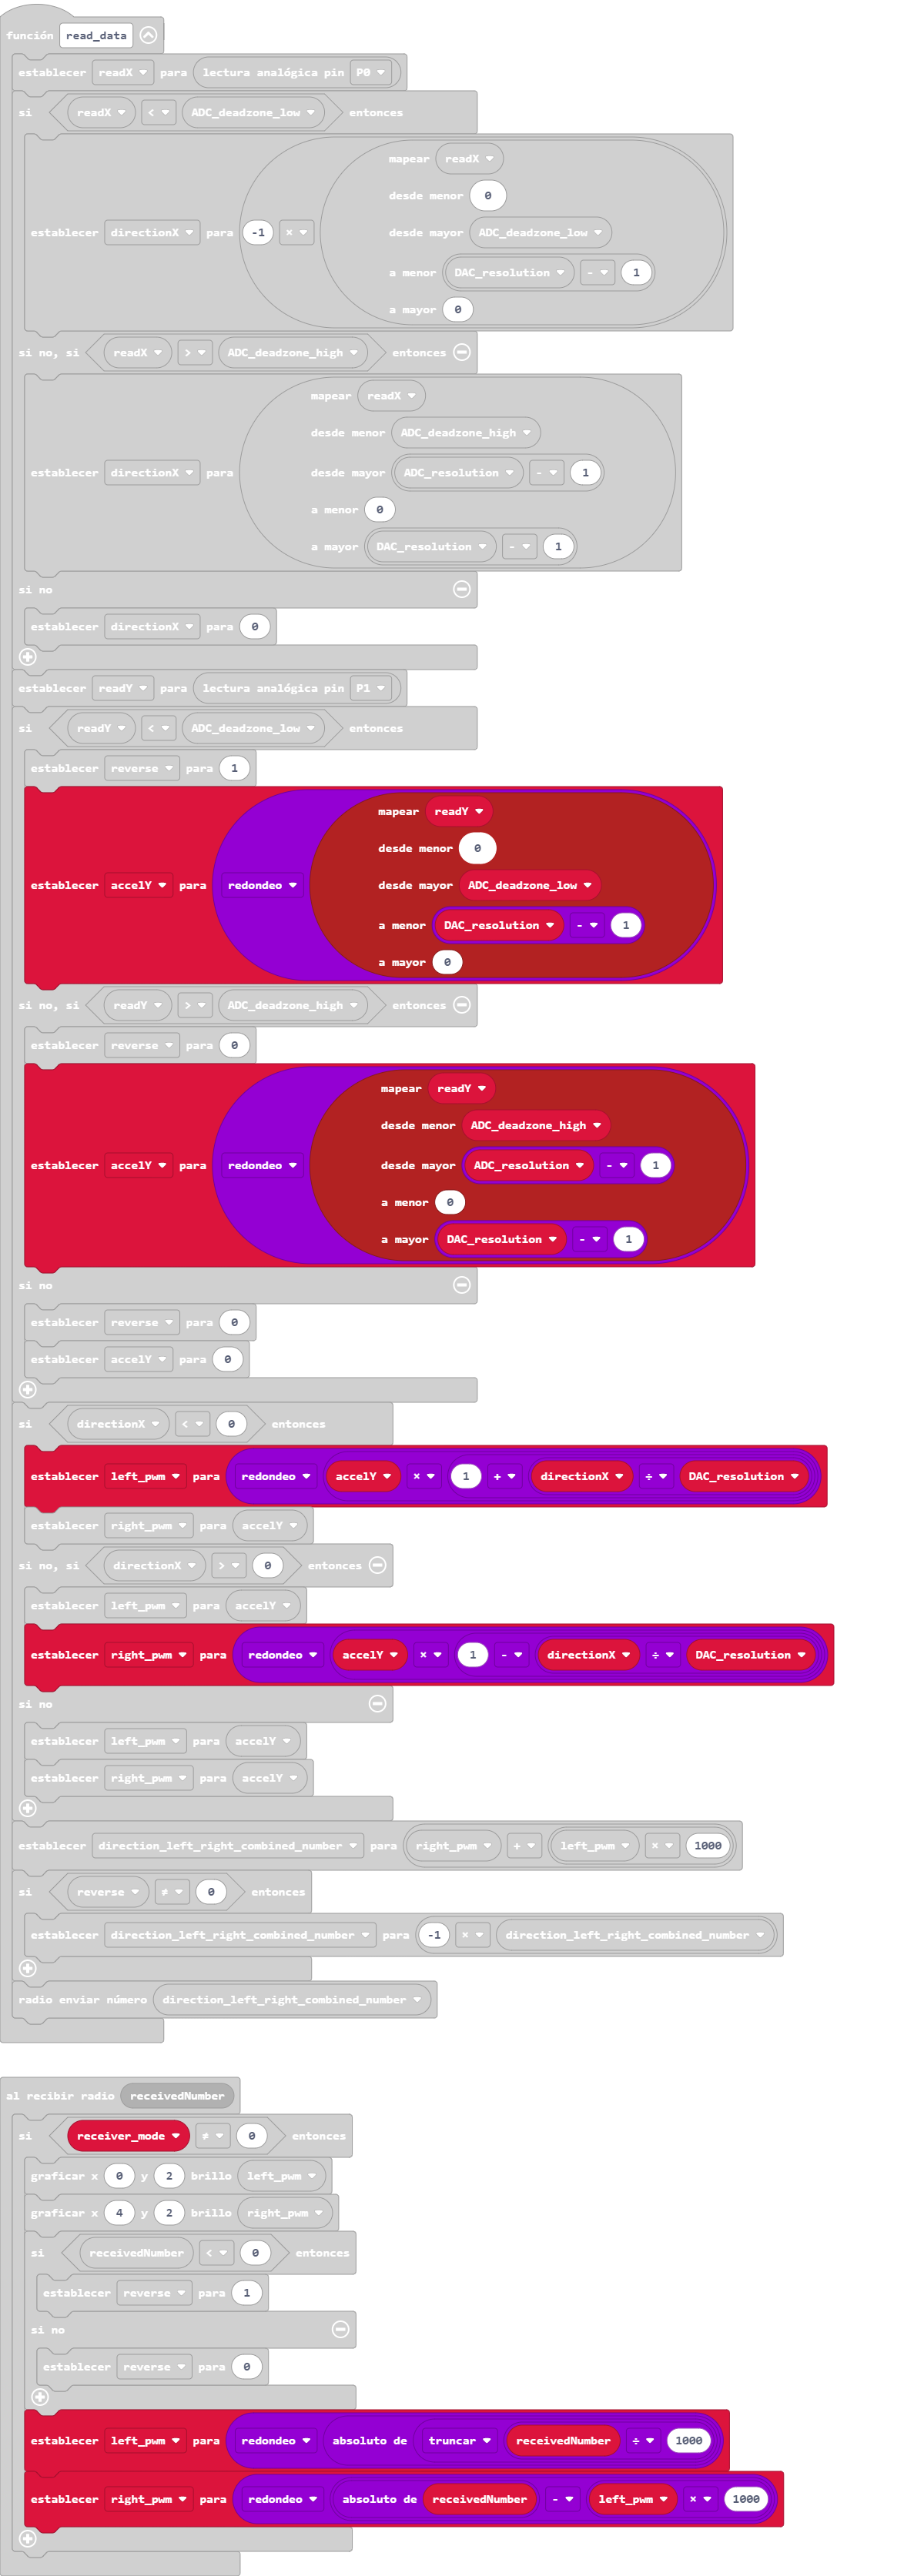 función read_data
establecer readX para lectura analógica pin P0
si readX < ADC_deadzone_low entonces
mapear readX
desde menor 0
establecer directionX para -1 × desde mayor ADC_deadzone_low
a menor DAC_resolution - 1
a mayor 0
si no, si readX > ADC_deadzone_high entonces
mapear readX
desde menor ADC_deadzone_high
establecer directionX para desde mayor ADC_resolution - 1
a menor 0
a mayor DAC_resolution - 1
si no
establecer directionX para 0
establecer readY para lectura analógica pin P1
si readY < ADC_deadzone_low entonces
establecer reverse para 1
mapear readY
desde menor 0
establecer accelY para redondeo desde mayor ADC_deadzone_low
a menor DAC_resolution - 1
a mayor 0
si no, si readY > ADC_deadzone_high entonces
establecer reverse para 0
mapear readY
desde menor ADC_deadzone_high
establecer accelY para redondeo desde mayor ADC_resolution - 1
a menor 0
a mayor DAC_resolution - 1
si no
establecer reverse para 0
establecer accelY para 0
si directionX < 0 entonces
establecer left_pwm para redondeo accelY × 1 + directionX ÷ DAC_resolution
establecer right_pwm para accelY
si no, si directionX > 0 entonces
establecer left_pwm para accelY
establecer right_pwm para redondeo accelY × 1 - directionX ÷ DAC_resolution
si no
establecer left_pwm para accelY
establecer right_pwm para accelY
establecer direction_left_right_combined_number para right_pwm + left_pwm × 1000
si reverse ≠ 0 entonces
establecer direction_left_right_combined_number para -1 × direction_left_right_combined_number
radio enviar número direction_left_right_combined_number
al recibir radio receivedNumber
si receiver_mode ≠ 0 entonces
graficar x 0 y 2 brillo left_pwm
graficar x 4 y 2 brillo right_pwm
si receivedNumber < 0 entonces
establecer reverse para 1
si no
establecer reverse para 0
establecer left_pwm para redondeo absoluto de truncar receivedNumber ÷ 1000
establecer right_pwm para redondeo absoluto de receivedNumber - left_pwm × 1000